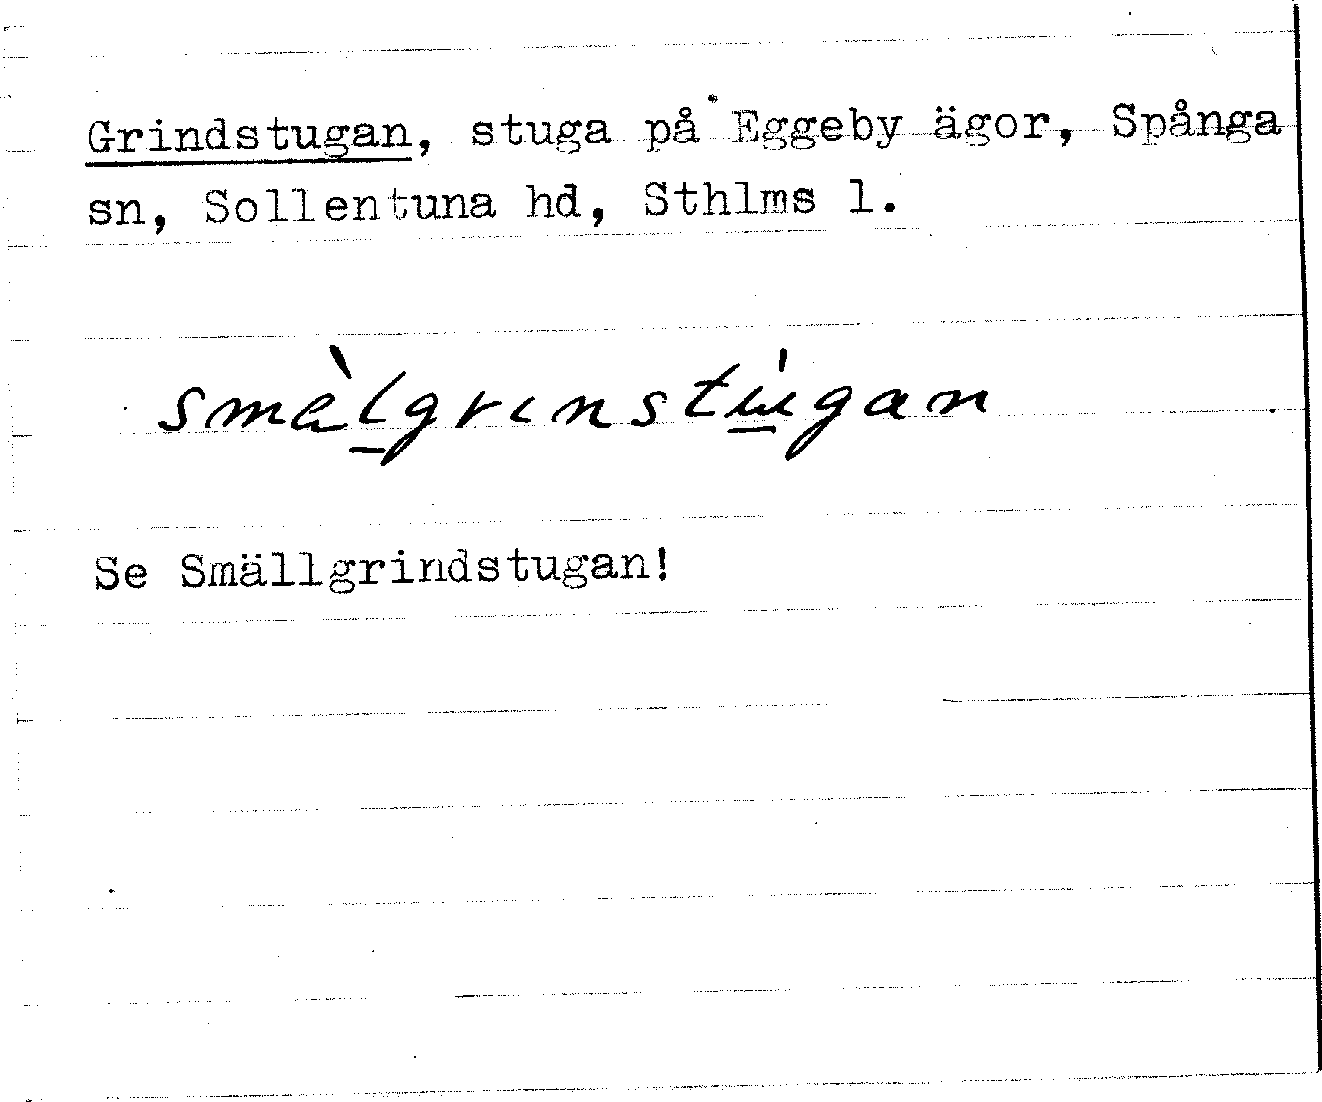 Grindstugan, stuga på Eggeby ägor, Spånga
sn, Sollentuna hd, Sthlms l.
smèlgrinstùgan
Se Smällgrindstugan!